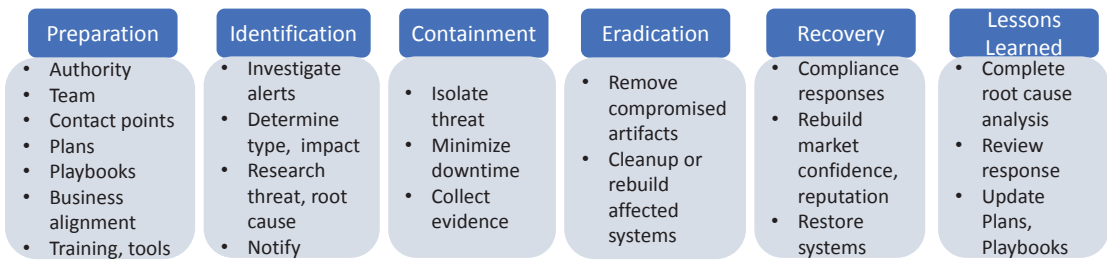 Preparation
• Authority
• Team
• Contact points
• Plans
• Playbooks
• Business
alignment
• Training, tools
Identification
• Investigate
alerts
• Determine
type, impact
• Research
threat, root
cause
• Notify
Containment
• Isolate
threat
• Minimize
downtime
• Collect
evidence
Eradication
• Remove
compromised
artifacts
• Cleanup or
rebuild
affected
systems
Recovery
• Compliance
responses
• Rebuild
market
confidence,
reputation
• Restore
systems
Lessons
Learned
• Complete
root cause
analysis
• Review
response
• Update
Plans,
Playbooks